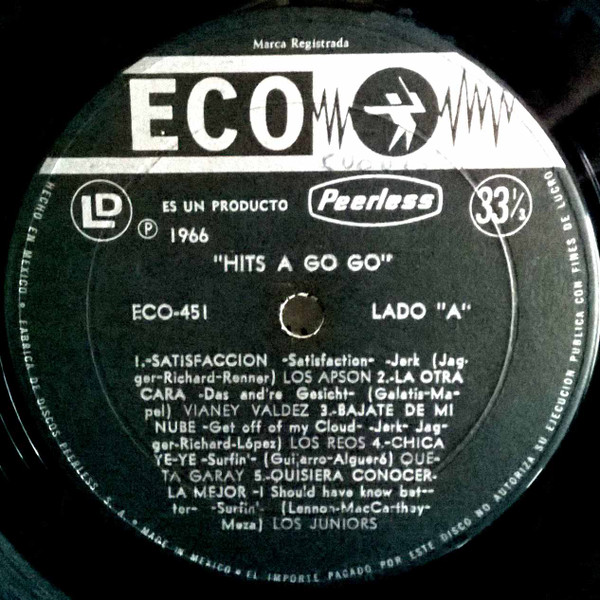 Marca Registrada
ECO
LD
ES UN PRODUCTO
Peerless
33⅓
℗ 1966
"HITS A GO GO"
ECO-451
LADO "A"
1.-SATISFACCION -Satisfaction- -Jerk (Jag-
ger-Richard-Renner) LOS APSON 2.-LA OTRA
CARA -Das and're Gesicht- (Galatis-Ma-
pel) VIANEY VALDEZ 3.-BAJATE DE MI
NUBE -Get off of my Cloud- -Jerk- Jag-
ger-Richard-López) LOS REOS 4.-CHICA
YE-YE -Surfin'- (Guijarro-Algueró) QUE-
TA GARAY 5.-QUISIERA CONOCER-
LA MEJOR -I Should have know bet-
ter- -Surfin'- (Lennon-MacCarthay-
Meza) LOS JUNIORS
HECHO EN MEXICO • FABRICA DE DISCOS PEERLESS, S. A. • MADE IN MEXICO • EL IMPORTE PAGADO POR ESTE DISCO NO AUTORIZA SU EJECUCION PUBLICA CON FINES DE LUCRO